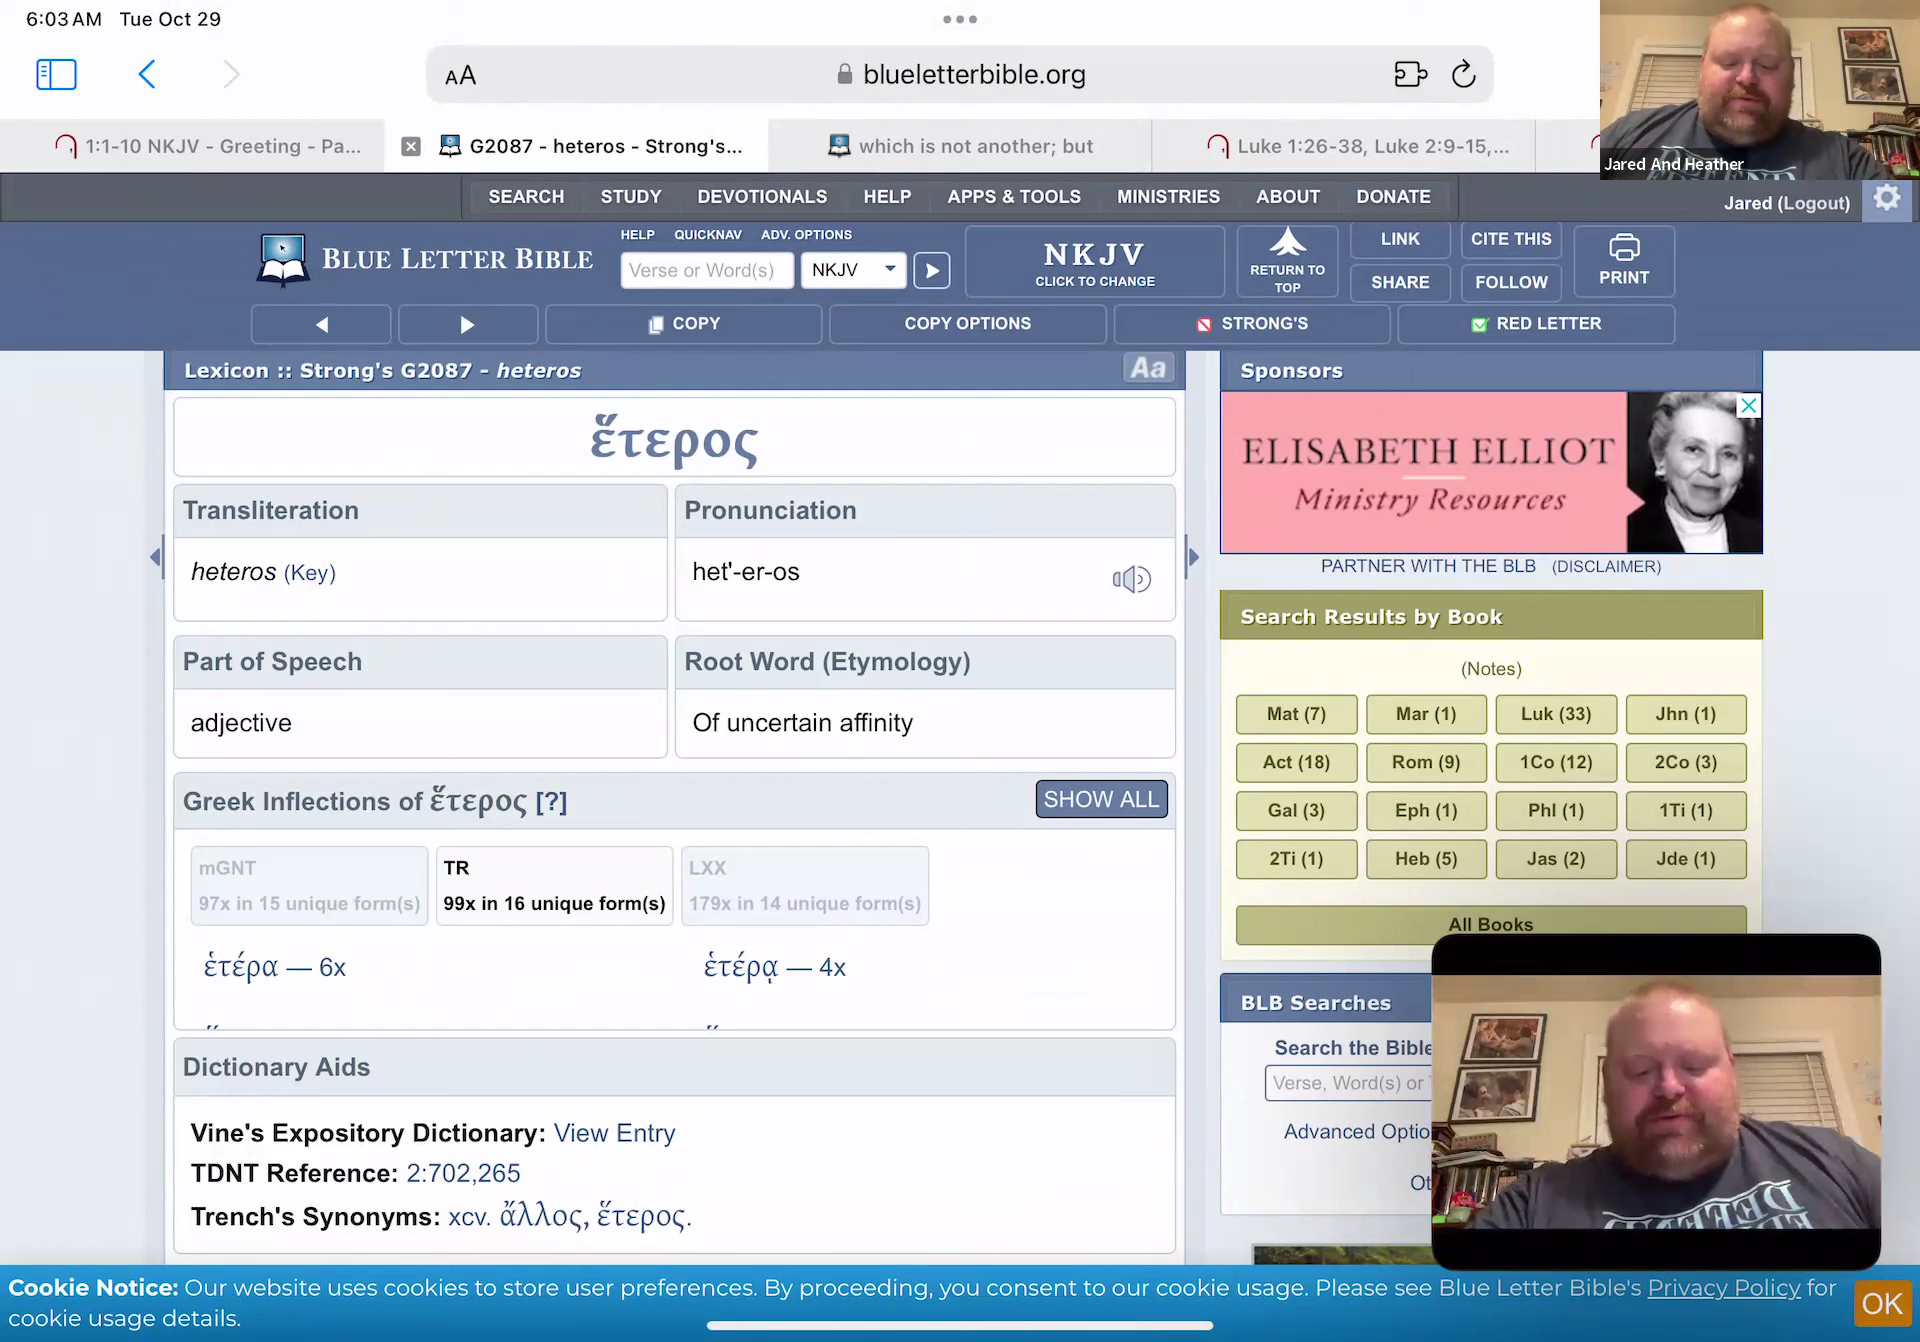 6:03 AM Tue Oct 29
AA
blueletterbible.org
1:1-10 NKJV - Greeting - Pa...
G2087 - heteros - Strong's...
which is not another; but
Luke 1:26-38, Luke 2:9-15,...
Jared And Heather
SEARCH STUDY DEVOTIONALS HELP APPS & TOOLS MINISTRIES ABOUT DONATE
Jared (Logout)
BLUE LETTER BIBLE
HELP QUICKNAV ADV. OPTIONS
Verse or Word(s)
NKJV
NKJV
CLICK TO CHANGE
RETURN TO
TOP
LINK
CITE THIS
SHARE
FOLLOW
PRINT
COPY
COPY OPTIONS
STRONG'S
RED LETTER
Lexicon :: Strong's G2087 - heteros
Aa
ἕτερος
Transliteration
Pronunciation
heteros (Key)
het'-er-os
Part of Speech
Root Word (Etymology)
adjective
Of uncertain affinity
Greek Inflections of ἕτερος [?]
SHOW ALL
mGNT
97x in 15 unique form(s)
TR
99x in 16 unique form(s)
LXX
179x in 14 unique form(s)
ἑτέρα — 6x
ἑτέρᾳ — 4x
Dictionary Aids
Vine's Expository Dictionary: View Entry
TDNT Reference: 2:702,265
Trench's Synonyms: xcv. ἄλλος, ἕτερος.
Sponsors
ELISABETH ELLIOT
Ministry Resources
PARTNER WITH THE BLB (DISCLAIMER)
Search Results by Book
(Notes)
Mat (7) Mar (1) Luk (33) Jhn (1)
Act (18) Rom (9) 1Co (12) 2Co (3)
Gal (3) Eph (1) Phl (1) 1Ti (1)
2Ti (1) Heb (5) Jas (2) Jde (1)
All Books
BLB Searches
Search the Bible
Verse, Word(s) or
Advanced Optio
Ot
Cookie Notice: Our website uses cookies to store user preferences. By proceeding, you consent to our cookie usage. Please see Blue Letter Bible's Privacy Policy for
cookie usage details.
OK